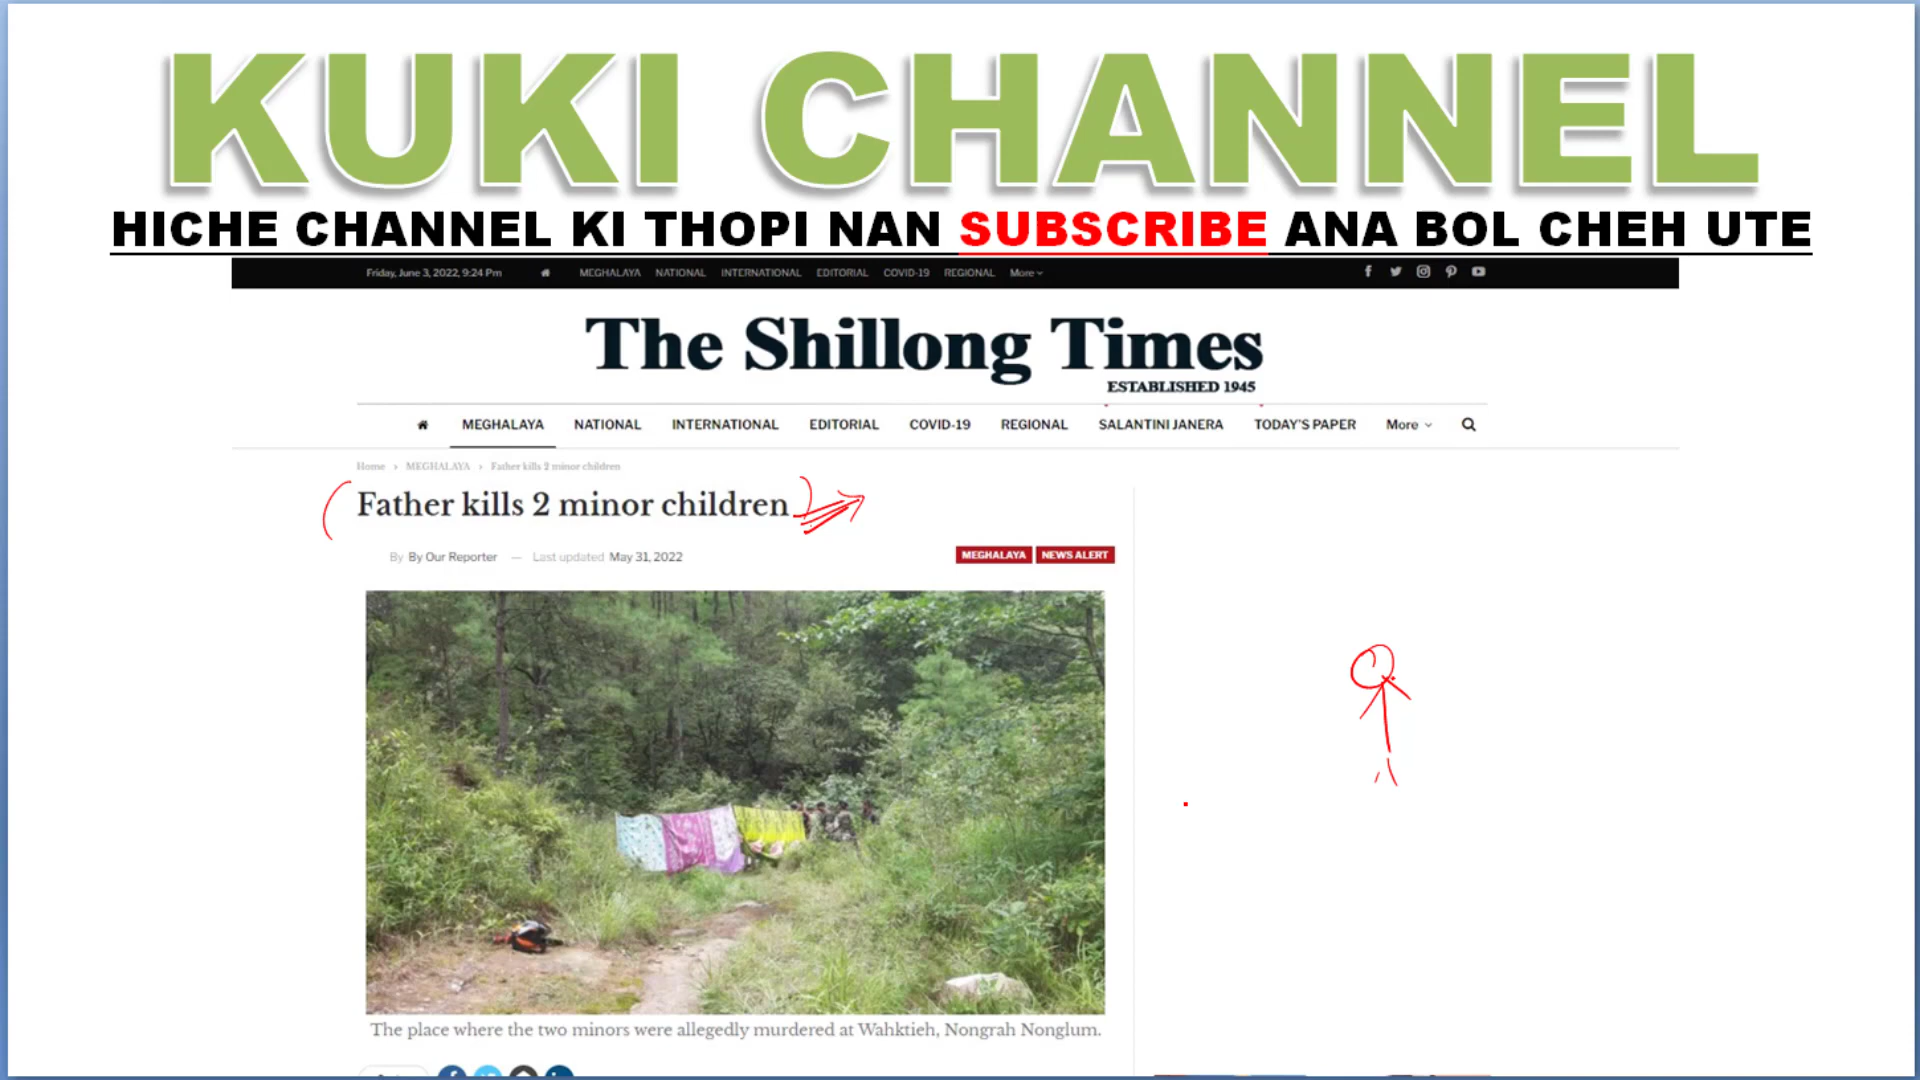 KUKI CHANNEL
HICHE CHANNEL KI THOPI NAN SUBSCRIBE ANA BOL CHEH UTE
Friday, June 3, 2022, 9:24 Pm MEGHALAYA NATIONAL INTERNATIONAL EDITORIAL COVID-19 REGIONAL More
The Shillong Times
ESTABLISHED 1945
MEGHALAYA NATIONAL INTERNATIONAL EDITORIAL COVID-19 REGIONAL SALANTINI JANERA TODAY'S PAPER More
Home › MEGHALAYA › Father kills 2 minor children
Father kills 2 minor children
By By Our Reporter — Last updated May 31, 2022 MEGHALAYA NEWS ALERT
The place where the two minors were allegedly murdered at Wahktieh, Nongrah Nonglum.